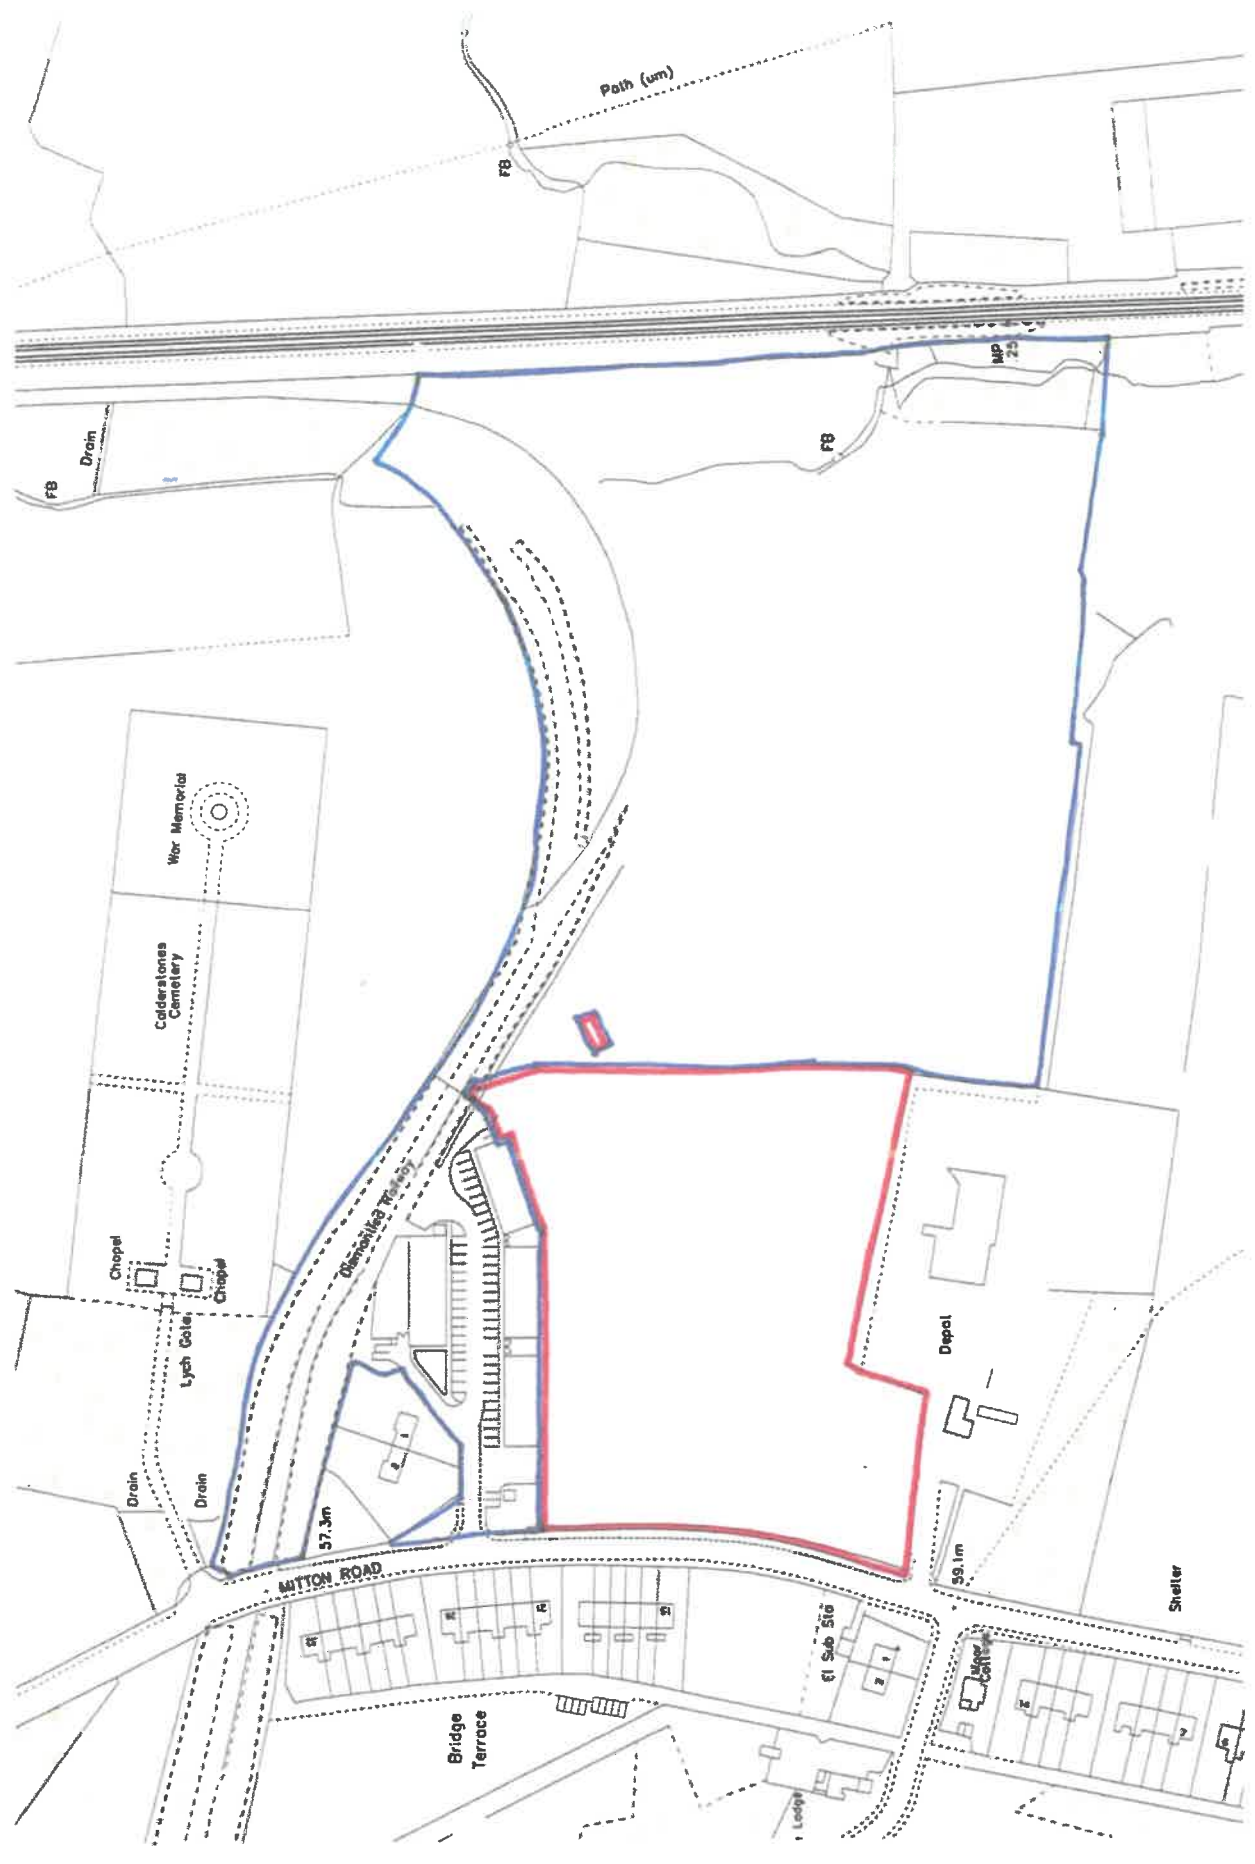 Path (um)
FB
MP
FB
Drain
FB
War Memorial
Calderstones
Cemetery
Chapel
Chapel
Lych Gate
Dismantled Railway
Depot
Drain
Drain
57.3m
MITTON ROAD
59.1m
Shelter
El Sub Sta
Bridge
Terrace
Lodge